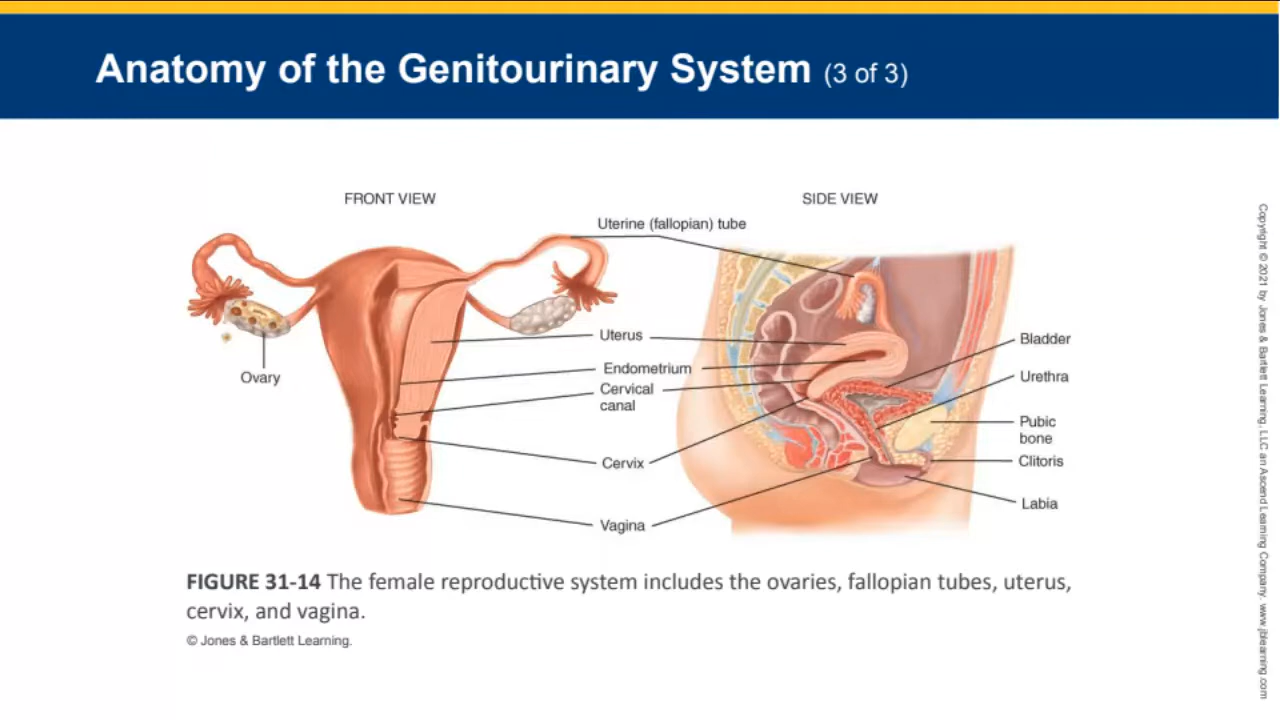 Anatomy of the Genitourinary System (3 of 3)
FRONT VIEW
SIDE VIEW
Uterine (fallopian) tube
Uterus
Endometrium
Cervical
canal
Cervix
Vagina
Ovary
Bladder
Urethra
Pubic
bone
Clitoris
Labia
FIGURE 31-14 The female reproductive system includes the ovaries, fallopian tubes, uterus,
cervix, and vagina.
© Jones & Bartlett Learning.
Copyright © 2021 by Jones & Bartlett Learning, LLC an Ascend Learning Company. www.jblearning.com